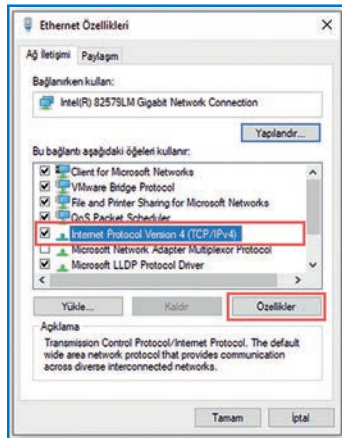 Ethernet Özellikleri
Ağ İletişimi Paylaşım
Bağlanırken kullan:
Intel(R) 82579LM Gigabit Network Connection
Yapılandır...
Bu bağlantı aşağıdaki öğeleri kullanır:
Client for Microsoft Networks
VMware Bridge Protocol
File and Printer Sharing for Microsoft Networks
QoS Packet Scheduler
Internet Protocol Version 4 (TCP/IPv4)
Microsoft Network Adapter Multiplexor Protocol
Microsoft LLDP Protocol Driver
Yükle... Kaldır Özellikler
Açıklama
Transmission Control Protocol/Internet Protocol. The default
wide area network protocol that provides communication
across diverse interconnected networks.
Tamam İptal